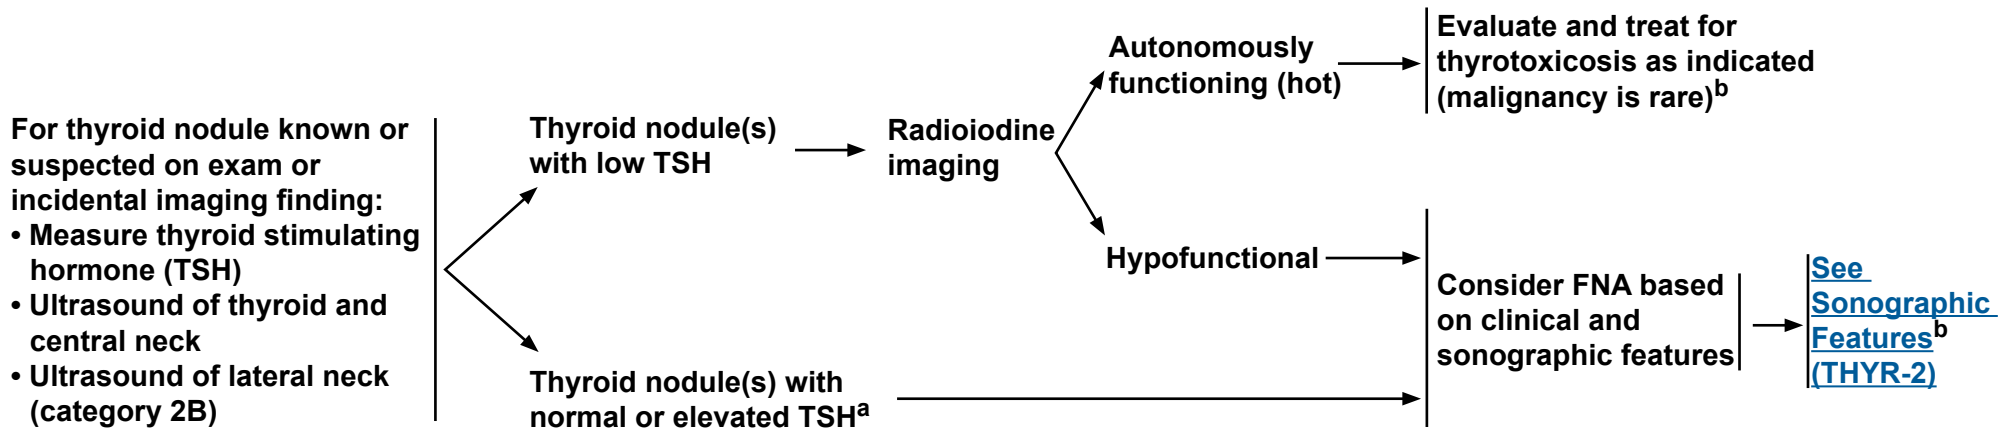 For thyroid nodule known or
suspected on exam or
incidental imaging finding:
• Measure thyroid stimulating
hormone (TSH)
• Ultrasound of thyroid and
central neck
• Ultrasound of lateral neck
(category 2B)
Thyroid nodule(s)
with low TSH
Thyroid nodule(s) with
normal or elevated TSHa
Radioiodine
imaging
Autonomously
functioning (hot)
Hypofunctional
Evaluate and treat for
thyrotoxicosis as indicated
(malignancy is rare)b
Consider FNA based
on clinical and
sonographic features
See
Sonographic
Featuresb
(THYR-2)